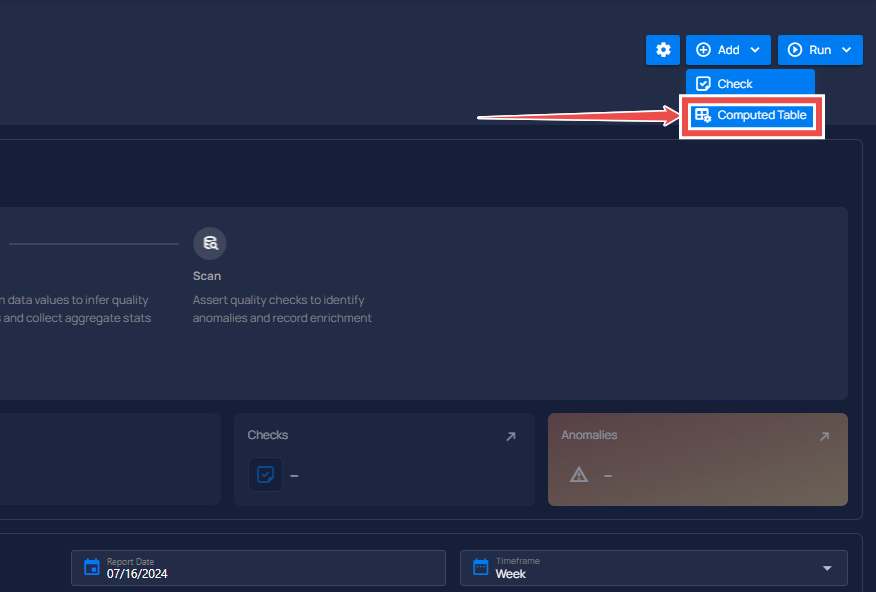 Add
Run
Check
Computed Table
Scan
data values to infer quality
and collect aggregate stats
Assert quality checks to identify
anomalies and record enrichment
Checks
–
Anomalies
–
Report Date
07/16/2024
Timeframe
Week